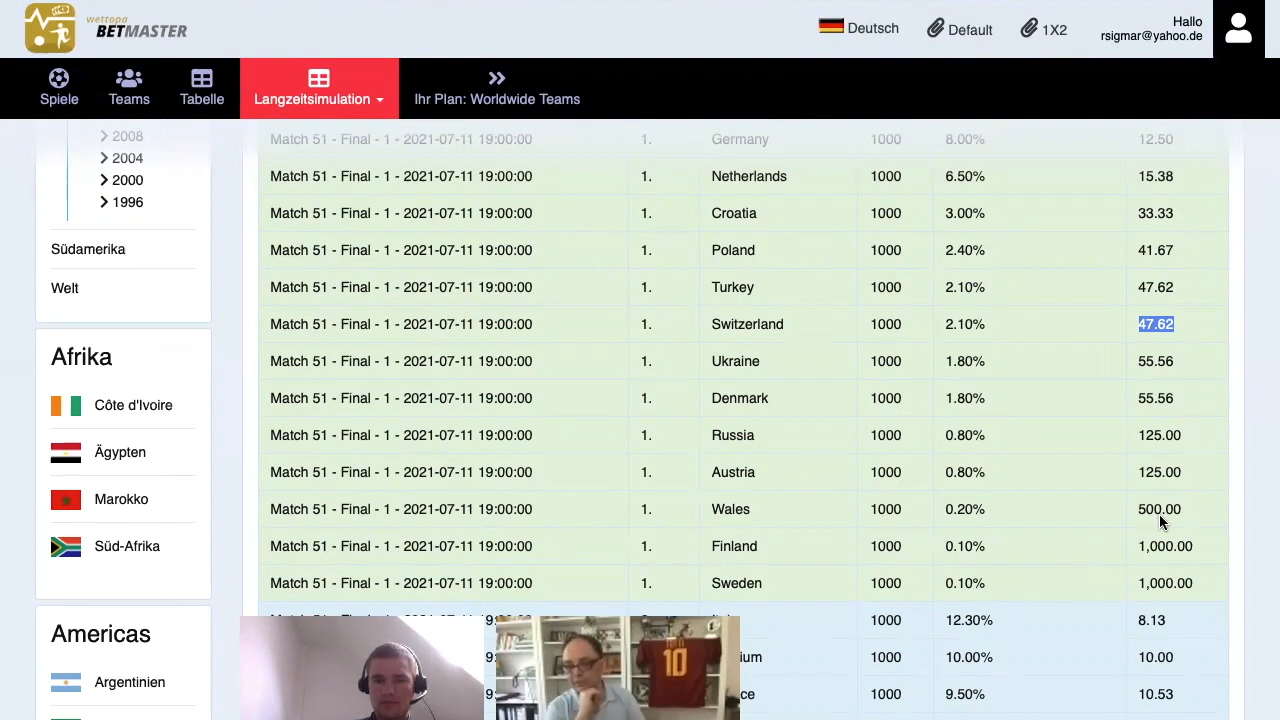 wettopa
BETMASTER
Deutsch
Default
1X2
Hallo
rsigmar@yahoo.de
Spiele
Teams
Tabelle
Langzeitsimulation
Ihr Plan: Worldwide Teams
2008
2004
2000
1996
Südamerika
Welt
Afrika
Côte d'Ivoire
Ägypten
Marokko
Süd-Afrika
Americas
Argentinien
Match 51 - Final - 1 - 2021-07-11 19:00:00 1. Germany 1000 8.00% 12.50
Match 51 - Final - 1 - 2021-07-11 19:00:00 1. Netherlands 1000 6.50% 15.38
Match 51 - Final - 1 - 2021-07-11 19:00:00 1. Croatia 1000 3.00% 33.33
Match 51 - Final - 1 - 2021-07-11 19:00:00 1. Poland 1000 2.40% 41.67
Match 51 - Final - 1 - 2021-07-11 19:00:00 1. Turkey 1000 2.10% 47.62
Match 51 - Final - 1 - 2021-07-11 19:00:00 1. Switzerland 1000 2.10% 47.62
Match 51 - Final - 1 - 2021-07-11 19:00:00 1. Ukraine 1000 1.80% 55.56
Match 51 - Final - 1 - 2021-07-11 19:00:00 1. Denmark 1000 1.80% 55.56
Match 51 - Final - 1 - 2021-07-11 19:00:00 1. Russia 1000 0.80% 125.00
Match 51 - Final - 1 - 2021-07-11 19:00:00 1. Austria 1000 0.80% 125.00
Match 51 - Final - 1 - 2021-07-11 19:00:00 1. Wales 1000 0.20% 500.00
Match 51 - Final - 1 - 2021-07-11 19:00:00 1. Finland 1000 0.10% 1,000.00
Match 51 - Final - 1 - 2021-07-11 19:00:00 1. Sweden 1000 0.10% 1,000.00
1000 12.30% 8.13
1000 10.00% 10.00
1000 9.50% 10.53
10